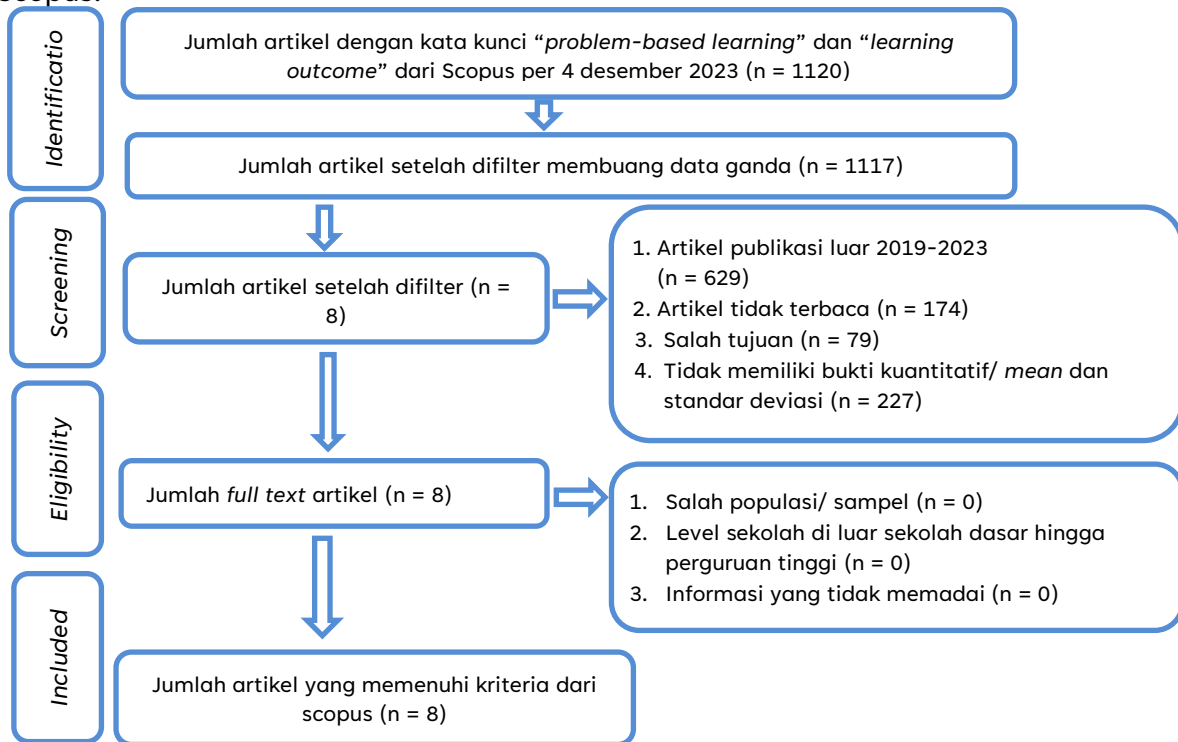 Scopus.
Identificatio
Jumlah artikel dengan kata kunci “problem-based learning” dan “learning
outcome” dari Scopus per 4 desember 2023 (n = 1120)
Jumlah artikel setelah difilter membuang data ganda (n = 1117)
Screening
Jumlah artikel setelah difilter (n =
8)
1. Artikel publikasi luar 2019-2023
(n = 629)
2. Artikel tidak terbaca (n = 174)
3. Salah tujuan (n = 79)
4. Tidak memiliki bukti kuantitatif/ mean dan
standar deviasi (n = 227)
Eligibility
Jumlah full text artikel (n = 8)
1. Salah populasi/ sampel (n = 0)
2. Level sekolah di luar sekolah dasar hingga
perguruan tinggi (n = 0)
3. Informasi yang tidak memadai (n = 0)
Included
Jumlah artikel yang memenuhi kriteria dari
scopus (n = 8)